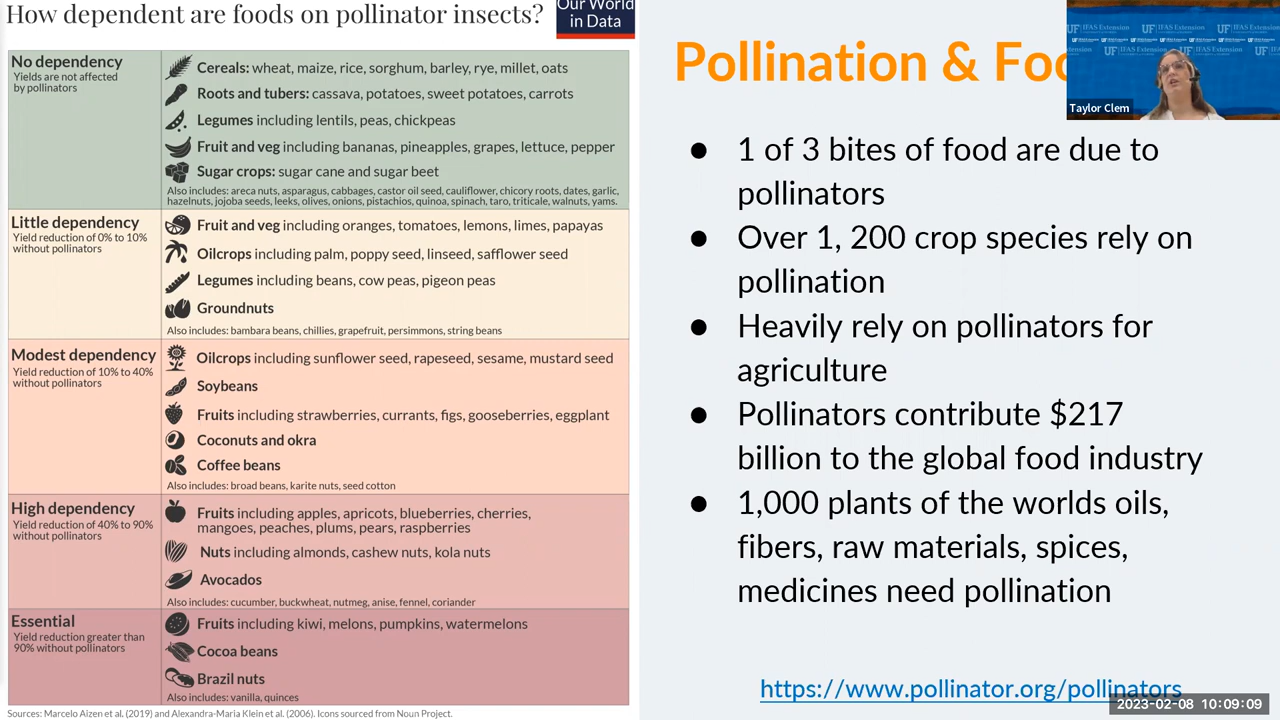 How dependent are foods on pollinator insects?
Our World
in Data
No dependency
Yields are not affected
by pollinators
Cereals: wheat, maize, rice, sorghum, barley, rye, millet, oats
Roots and tubers: cassava, potatoes, sweet potatoes, carrots
Legumes including lentils, peas, chickpeas
Fruit and veg including bananas, pineapples, grapes, lettuce, pepper
Sugar crops: sugar cane and sugar beet
Also includes: areca nuts, asparagus, cabbages, castor oil seed, cauliflower, chicory roots, dates, garlic,
hazelnuts, jojoba seeds, leeks, olives, onions, pistachios, quinoa, spinach, taro, triticale, walnuts, yams.
Little dependency
Yield reduction of 0% to 10%
without pollinators
Fruit and veg including oranges, tomatoes, lemons, limes, papayas
Oilcrops including palm, poppy seed, linseed, safflower seed
Legumes including beans, cow peas, pigeon peas
Groundnuts
Also includes: bambara beans, chillies, grapefruit, persimmons, string beans
Modest dependency
Yield reduction of 10% to 40%
without pollinators
Oilcrops including sunflower seed, rapeseed, sesame, mustard seed
Soybeans
Fruits including strawberries, currants, figs, gooseberries, eggplant
Coconuts and okra
Coffee beans
Also includes: broad beans, karite nuts, seed cotton
High dependency
Yield reduction of 40% to 90%
without pollinators
Fruits including apples, apricots, blueberries, cherries,
mangoes, peaches, plums, pears, raspberries
Nuts including almonds, cashew nuts, kola nuts
Avocados
Also includes: cucumber, buckwheat, nutmeg, anise, fennel, coriander
Essential
Yield reduction greater than
90% without pollinators
Fruits including kiwi, melons, pumpkins, watermelons
Cocoa beans
Brazil nuts
Also includes: vanilla, quinces
Sources: Marcelo Aizen et al. (2019) and Alexandra-Maria Klein et al. (2006). Icons sourced from Noun Project.
Pollination &
UF IFAS Extension UF IFAS Extension
UF IFAS Extension UF IFAS Extension
Taylor Clem
● 1 of 3 bites of food are due to
pollinators
● Over 1, 200 crop species rely on
pollination
● Heavily rely on pollinators for
agriculture
● Pollinators contribute $217
billion to the global food industry
● 1,000 plants of the worlds oils,
fibers, raw materials, spices,
medicines need pollination
https://www.pollinator.org/pollinators
2023-02-08 10:09:09